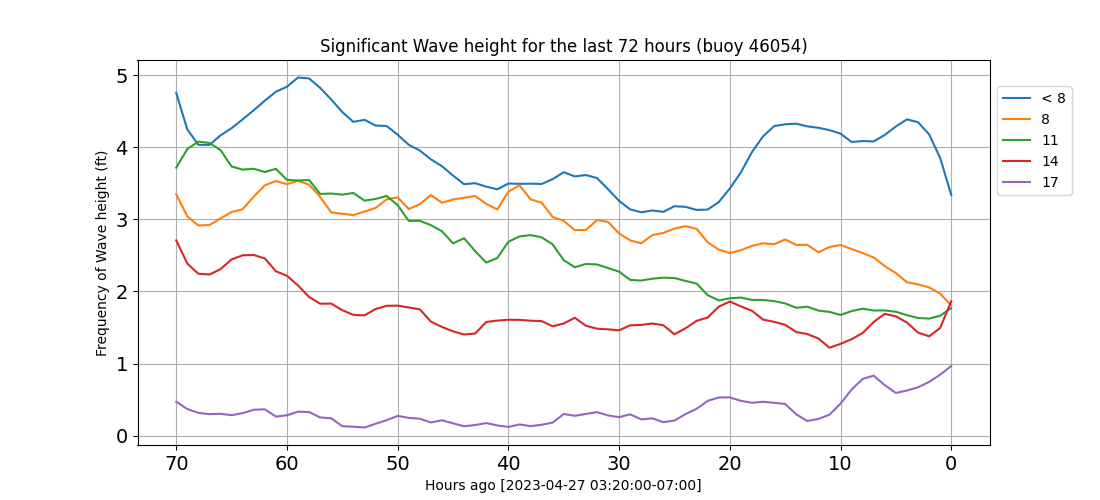 Significant Wave height for the last 72 hours (buoy 46054)
Frequency of Wave height (ft)
5
4
3
2
1
0
70 60 50 40 30 20 10 0
Hours ago [2023-04-27 03:20:00-07:00]
< 8
8
11
14
17